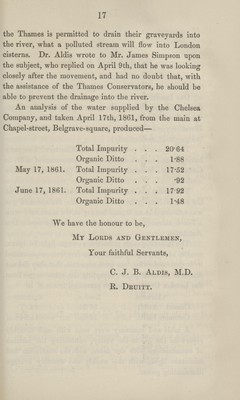 17
the Thames is permitted to drain their graveyards into
the river, what a polluted stream will flow into London
cisterns. Dr. Aldis wrote to Mr. James Simpson upon
the subject, who replied on April 9th, that he was looking
closely after the movement, and had no doubt that, with
the assistance of the Thames Conservators, he should be
able to prevent the drainage into the river.
An analysis of the water supplied by the Chelsea
Company, and taken April 17th, 1861, from the main at
Chapel-street, Belgrave-square, produced—
Total Impurity . . . 20·64
Organic Ditto . . . 1·88
May 17, 1861. Total Impurity . . . 17·52
Organic Ditto . . . ·92
June 17, 1861. Total Impurity . . . 17·92
Organic Ditto . . . 1·48
We have the honour to be,
My Lords and Gentlemen,
Your faithful Servants,
C. J. B. Aldis, M.D.
R. Druitt.